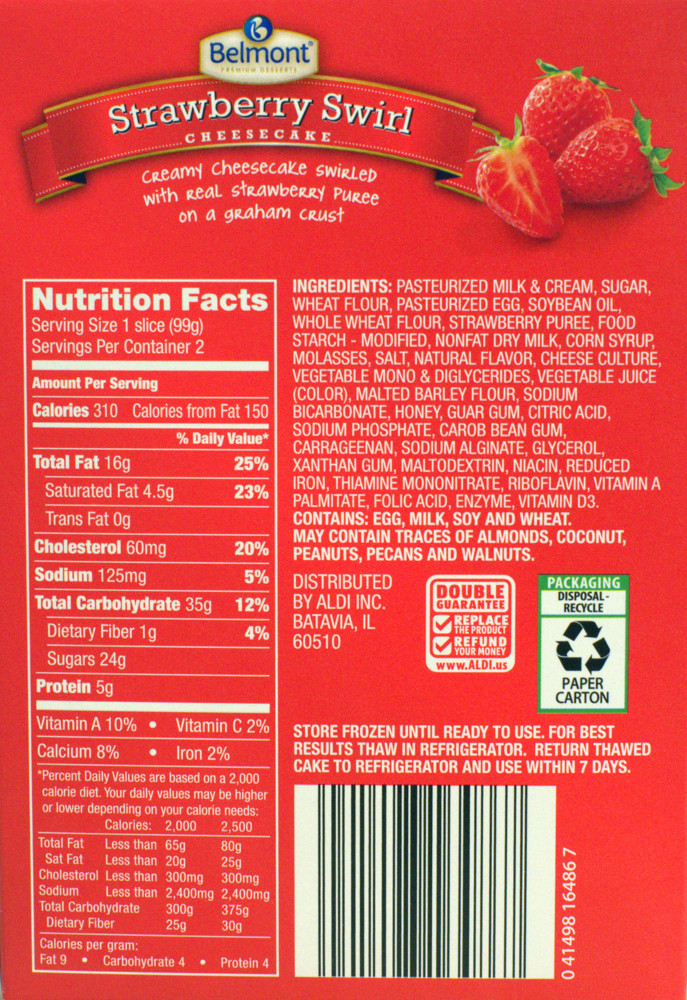 Belmont®
PREMIUM DESSERTS
Strawberry Swirl
CHEESECAKE
Creamy Cheesecake swirled
with real strawberry puree
on a graham crust
Nutrition Facts
Serving Size 1 slice (99g)
Servings Per Container 2
Amount Per Serving
Calories 310 Calories from Fat 150
% Daily Value*
Total Fat 16g 25%
Saturated Fat 4.5g 23%
Trans Fat 0g
Cholesterol 60mg 20%
Sodium 125mg 5%
Total Carbohydrate 35g 12%
Dietary Fiber 1g 4%
Sugars 24g
Protein 5g
Vitamin A 10% • Vitamin C 2%
Calcium 8% • Iron 2%
*Percent Daily Values are based on a 2,000
calorie diet. Your daily values may be higher
or lower depending on your calorie needs:
Calories: 2,000 2,500
Total Fat Less than 65g 80g
Sat Fat Less than 20g 25g
Cholesterol Less than 300mg 300mg
Sodium Less than 2,400mg 2,400mg
Total Carbohydrate 300g 375g
Dietary Fiber 25g 30g
Calories per gram:
Fat 9 • Carbohydrate 4 • Protein 4
INGREDIENTS: PASTEURIZED MILK & CREAM, SUGAR,
WHEAT FLOUR, PASTEURIZED EGG, SOYBEAN OIL,
WHOLE WHEAT FLOUR, STRAWBERRY PUREE, FOOD
STARCH - MODIFIED, NONFAT DRY MILK, CORN SYRUP,
MOLASSES, SALT, NATURAL FLAVOR, CHEESE CULTURE,
VEGETABLE MONO & DIGLYCERIDES, VEGETABLE JUICE
(COLOR), MALTED BARLEY FLOUR, SODIUM
BICARBONATE, HONEY, GUAR GUM, CITRIC ACID,
SODIUM PHOSPHATE, CAROB BEAN GUM,
CARRAGEENAN, SODIUM ALGINATE, GLYCEROL,
XANTHAN GUM, MALTODEXTRIN, NIACIN, REDUCED
IRON, THIAMINE MONONITRATE, RIBOFLAVIN, VITAMIN A
PALMITATE, FOLIC ACID, ENZYME, VITAMIN D3.
CONTAINS: EGG, MILK, SOY AND WHEAT.
MAY CONTAIN TRACES OF ALMONDS, COCONUT,
PEANUTS, PECANS AND WALNUTS.
DISTRIBUTED
BY ALDI INC.
BATAVIA, IL
60510
DOUBLE
GUARANTEE
REPLACE
THE PRODUCT
REFUND
YOUR MONEY
www.ALDI.us
PACKAGING
DISPOSAL-
RECYCLE
PAPER
CARTON
STORE FROZEN UNTIL READY TO USE. FOR BEST
RESULTS THAW IN REFRIGERATOR. RETURN THAWED
CAKE TO REFRIGERATOR AND USE WITHIN 7 DAYS.
0 41498 16486 7